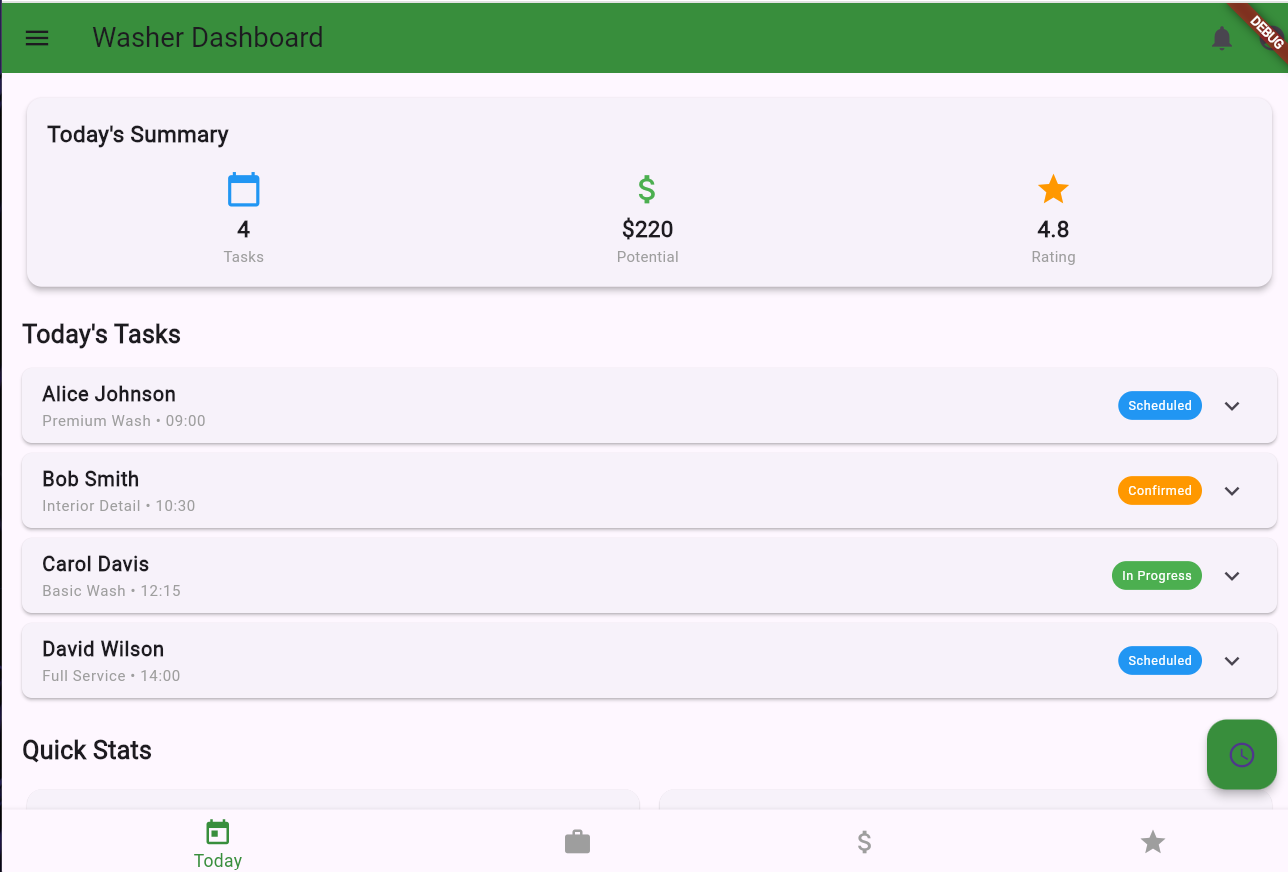 Washer Dashboard
DEBUG
Today's Summary
4
Tasks
$220
Potential
4.8
Rating
Today's Tasks
Alice Johnson
Premium Wash • 09:00
Scheduled
Bob Smith
Interior Detail • 10:30
Confirmed
Carol Davis
Basic Wash • 12:15
In Progress
David Wilson
Full Service • 14:00
Scheduled
Quick Stats
Today